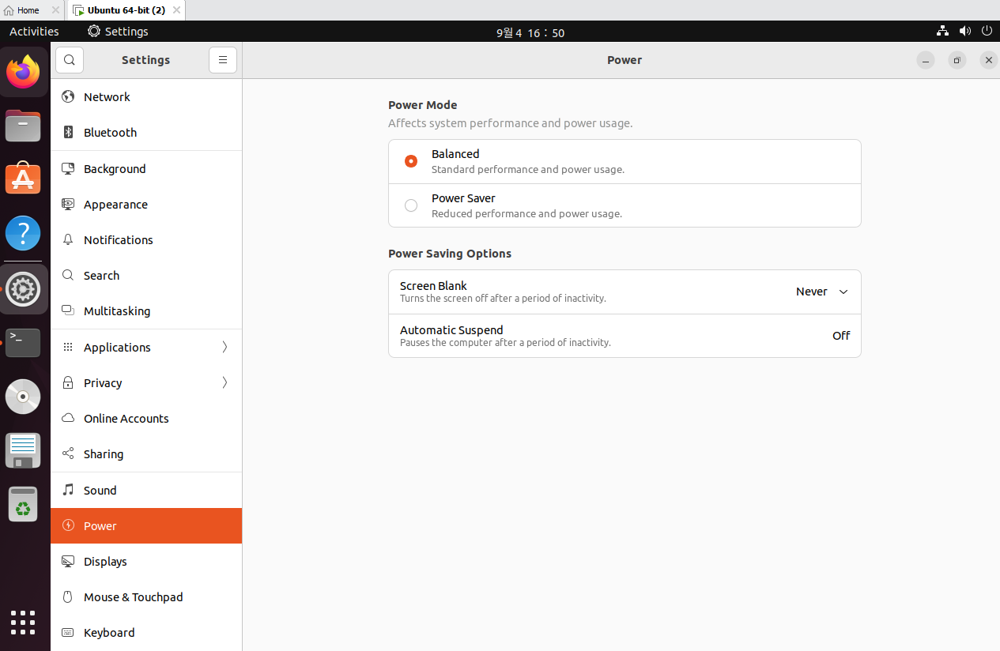 Home
Ubuntu 64-bit (2)
Activities
Settings
9월 4 16 : 50
Settings
Power
Network
Bluetooth
Background
Appearance
Notifications
Search
Multitasking
Applications
Privacy
Online Accounts
Sharing
Sound
Power
Displays
Mouse & Touchpad
Keyboard
Power Mode
Affects system performance and power usage.
Balanced
Standard performance and power usage.
Power Saver
Reduced performance and power usage.
Power Saving Options
Screen Blank
Turns the screen off after a period of inactivity.
Never
Automatic Suspend
Pauses the computer after a period of inactivity.
Off